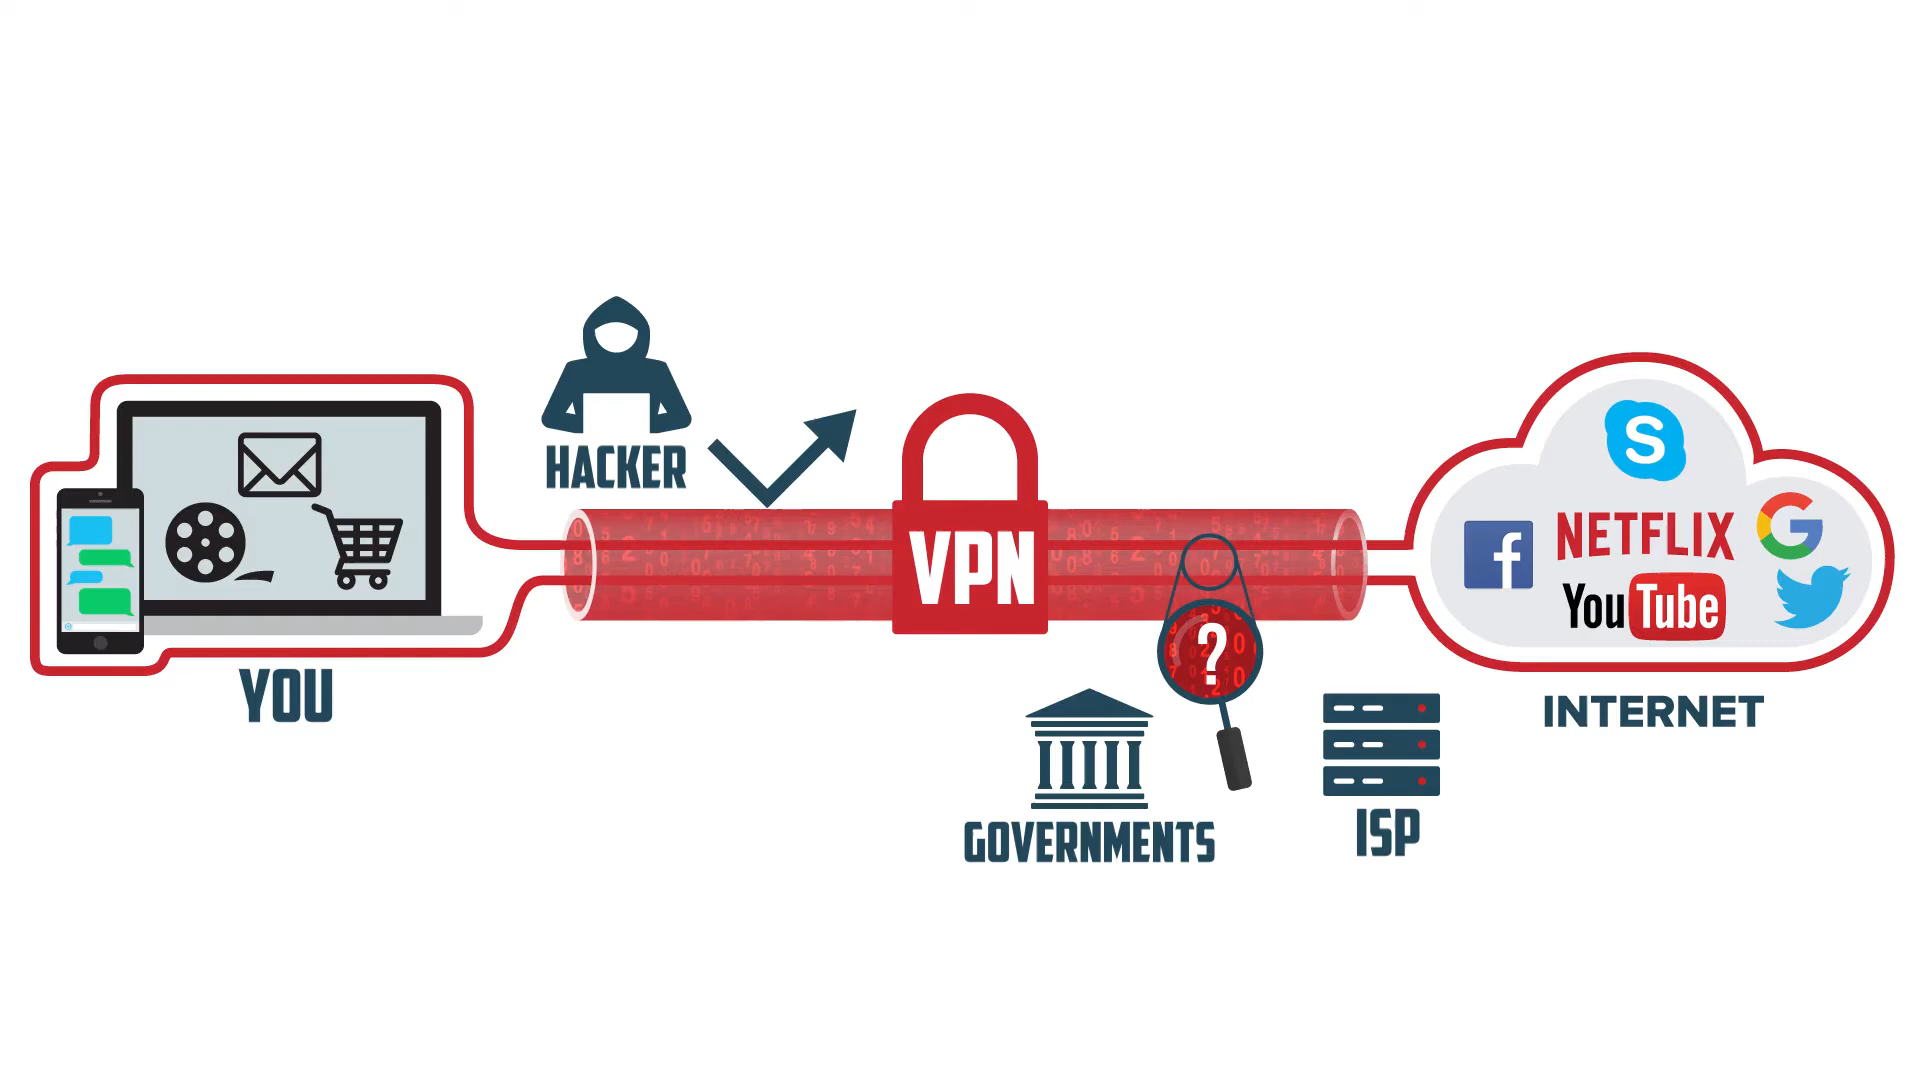 HACKER
VPN
YOU
S
f
NETFLIX
G
YouTube
?
INTERNET
GOVERNMENTS
ISP